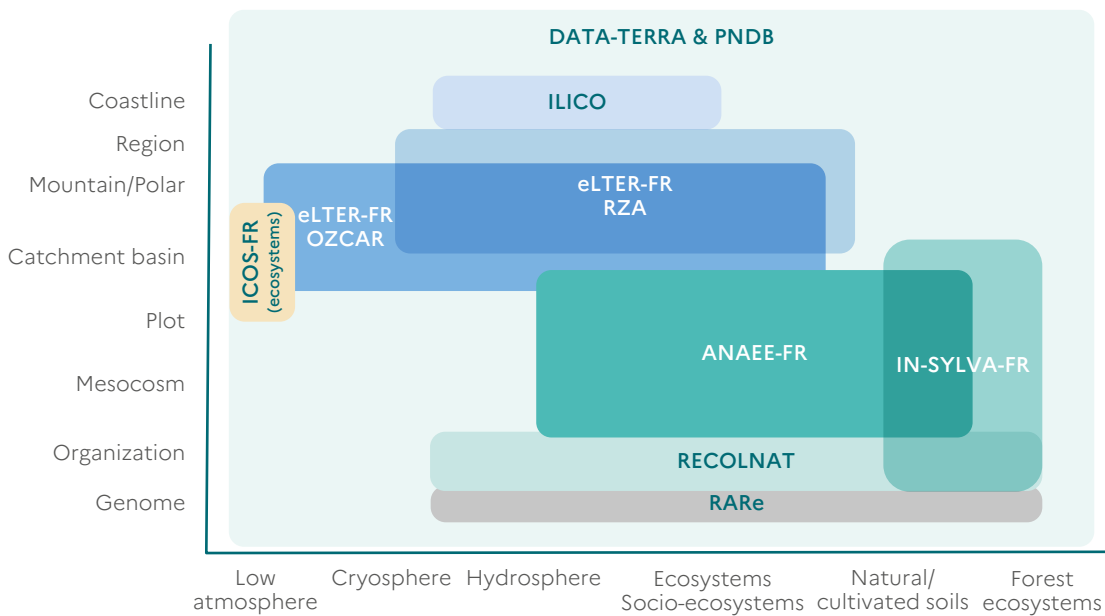 DATA-TERRA & PNDB
Coastline
ILICO
Region
Mountain/Polar
eLTER-FR
RZA
eLTER-FR
OZCAR
ICOS-FR
(ecosystems)
Catchment basin
Plot
ANAEE-FR
IN-SYLVA-FR
Mesocosm
Organization
RECOLNAT
Genome
RARe
Low
atmosphere
Cryosphere
Hydrosphere
Ecosystems
Socio-ecosystems
Natural/
cultivated soils
Forest
ecosystems